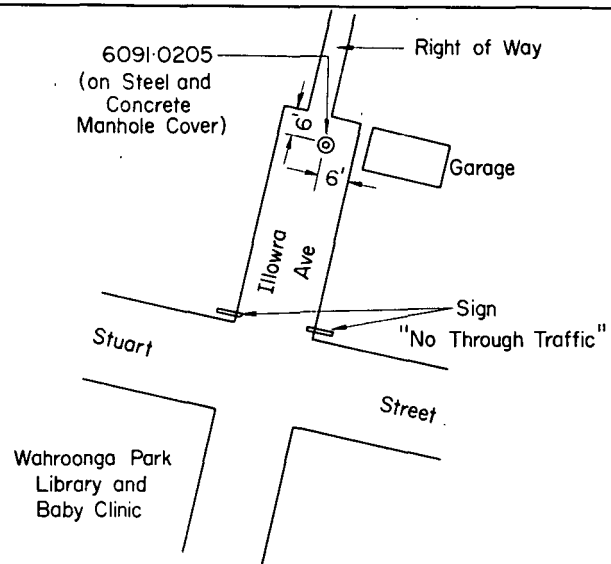 6091·0205
(on Steel and
Concrete
Manhole Cover)
Right of Way
6'
6'
Garage
Illowra
Ave
Sign
"No Through Traffic"
Stuart
Street
Wahroonga Park
Library and
Baby Clinic